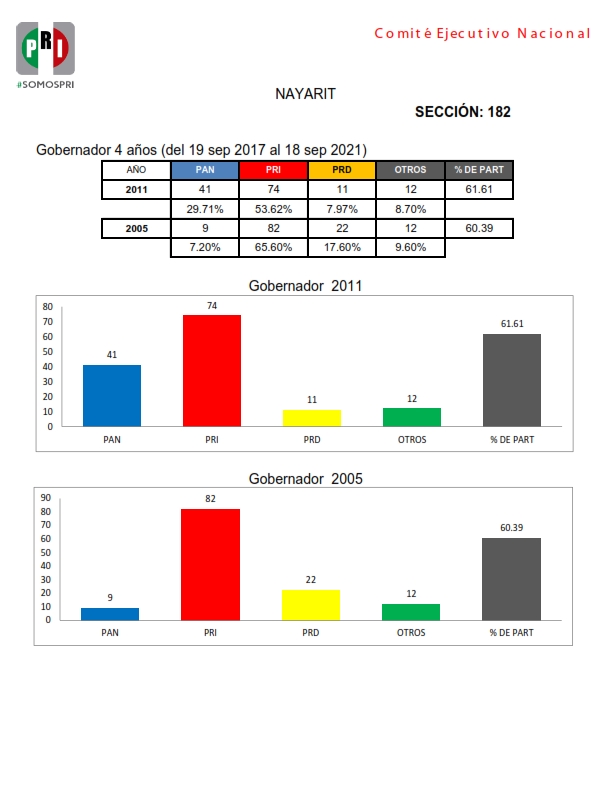 Comité Ejecutivo Nacional
PRI
#SOMOSPRI
NAYARIT
SECCIÓN: 182
Gobernador 4 años (del 19 sep 2017 al 18 sep 2021)
AÑO PAN PRI PRD OTROS % DE PART
2011 41 74 11 12 61.61
29.71% 53.62% 7.97% 8.70%
2005 9 82 22 12 60.39
7.20% 65.60% 17.60% 9.60%
Gobernador 2011
80
70
60
50
40
30
20
10
0
41
74
11
12
61.61
PAN PRI PRD OTROS % DE PART
Gobernador 2005
90
80
70
60
50
40
30
20
10
0
9
82
22
12
60.39
PAN PRI PRD OTROS % DE PART